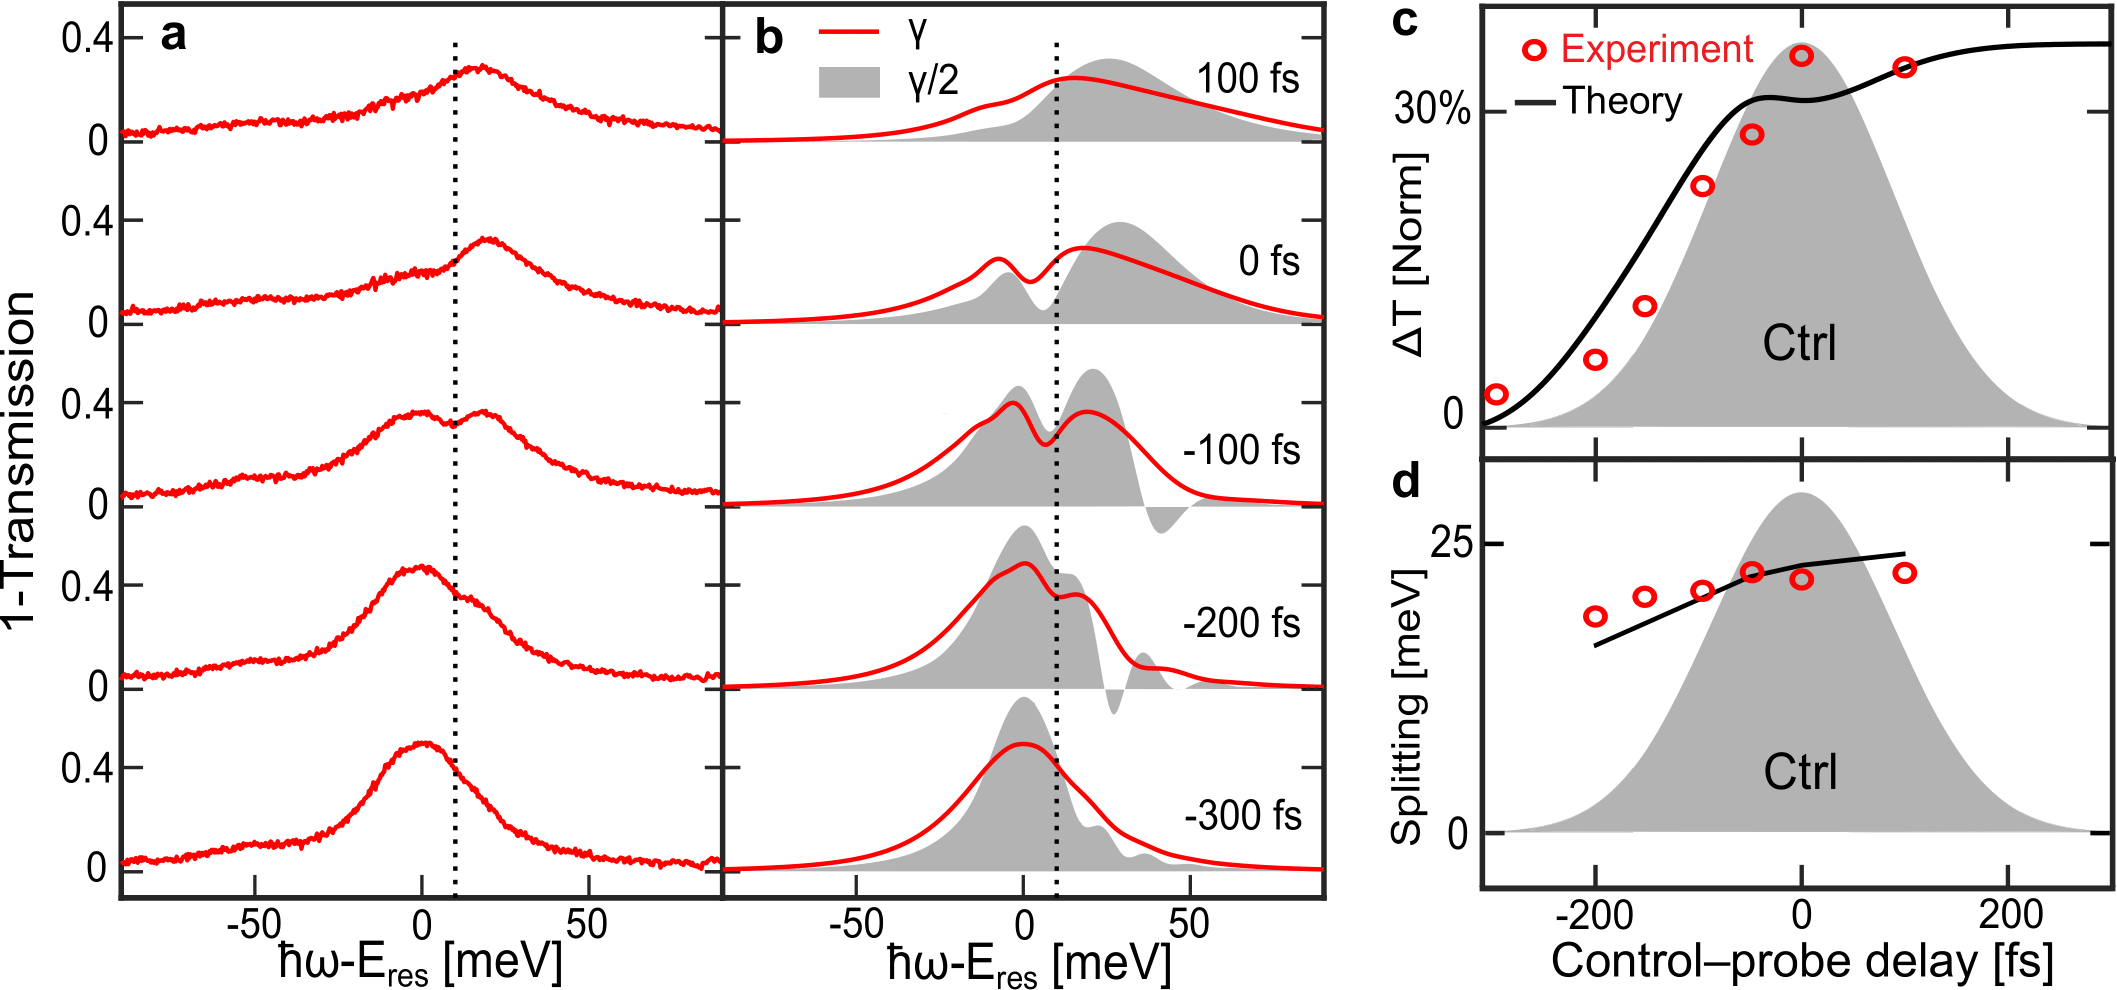 a
0.4
0
0.4
0
0.4
0
0.4
0
0.4
0
1-Transmission
-50
0
50
ħω-Eres [meV]
b
γ
γ/2
100 fs
0 fs
-100 fs
-200 fs
-300 fs
-50
0
50
ħω-Eres [meV]
c
Experiment
Theory
30%
0
ΔT [Norm]
Ctrl
d
25
0
Splitting [meV]
Ctrl
-200
0
200
Control–probe delay [fs]